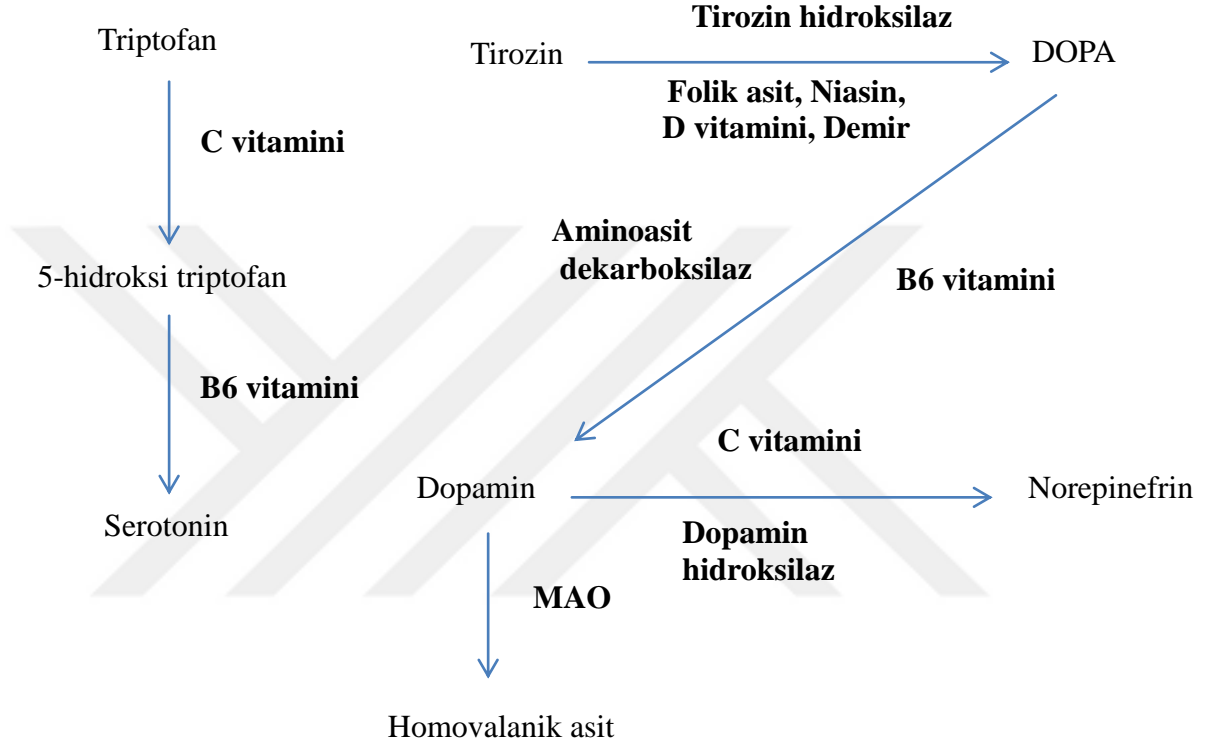 Triptofan
C vitamini
5-hidroksi triptofan
B6 vitamini
Serotonin
Tirozin
Tirozin hidroksilaz
Folik asit, Niasin,
D vitamini, Demir
DOPA
Aminoasit
dekarboksilaz
B6 vitamini
Dopamin
C vitamini
Dopamin
hidroksilaz
Norepinefrin
MAO
Homovalanik asit